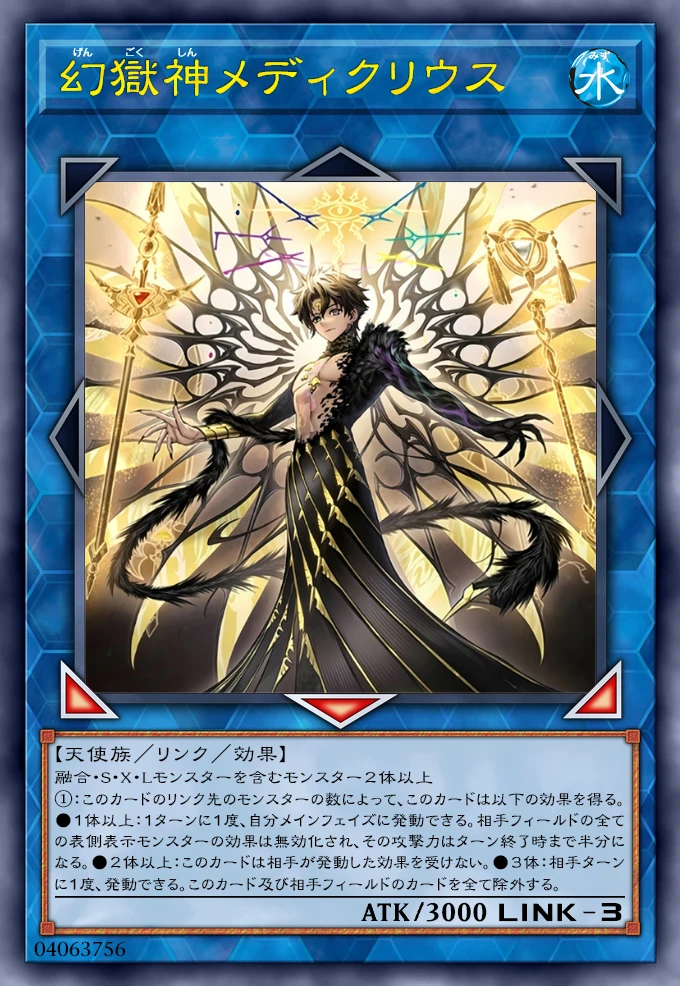 げん ごく しん
幻獄神メディクリウス
みず
水
【天使族／リンク／効果】
融合・S・X・Lモンスターを含むモンスター２体以上
①：このカードのリンク先のモンスターの数によって、このカードは以下の効果を得る。
●１体以上：１ターンに１度、自分メインフェイズに発動できる。相手フィールドの全て
の表側表示モンスターの効果は無効化され、その攻撃力はターン終了時まで半分に
なる。●２体以上：このカードは相手が発動した効果を受けない。●３体：相手ターン
に１度、発動できる。このカード及び相手フィールドのカードを全て除外する。
ATK/3000 LINK-3
04063756